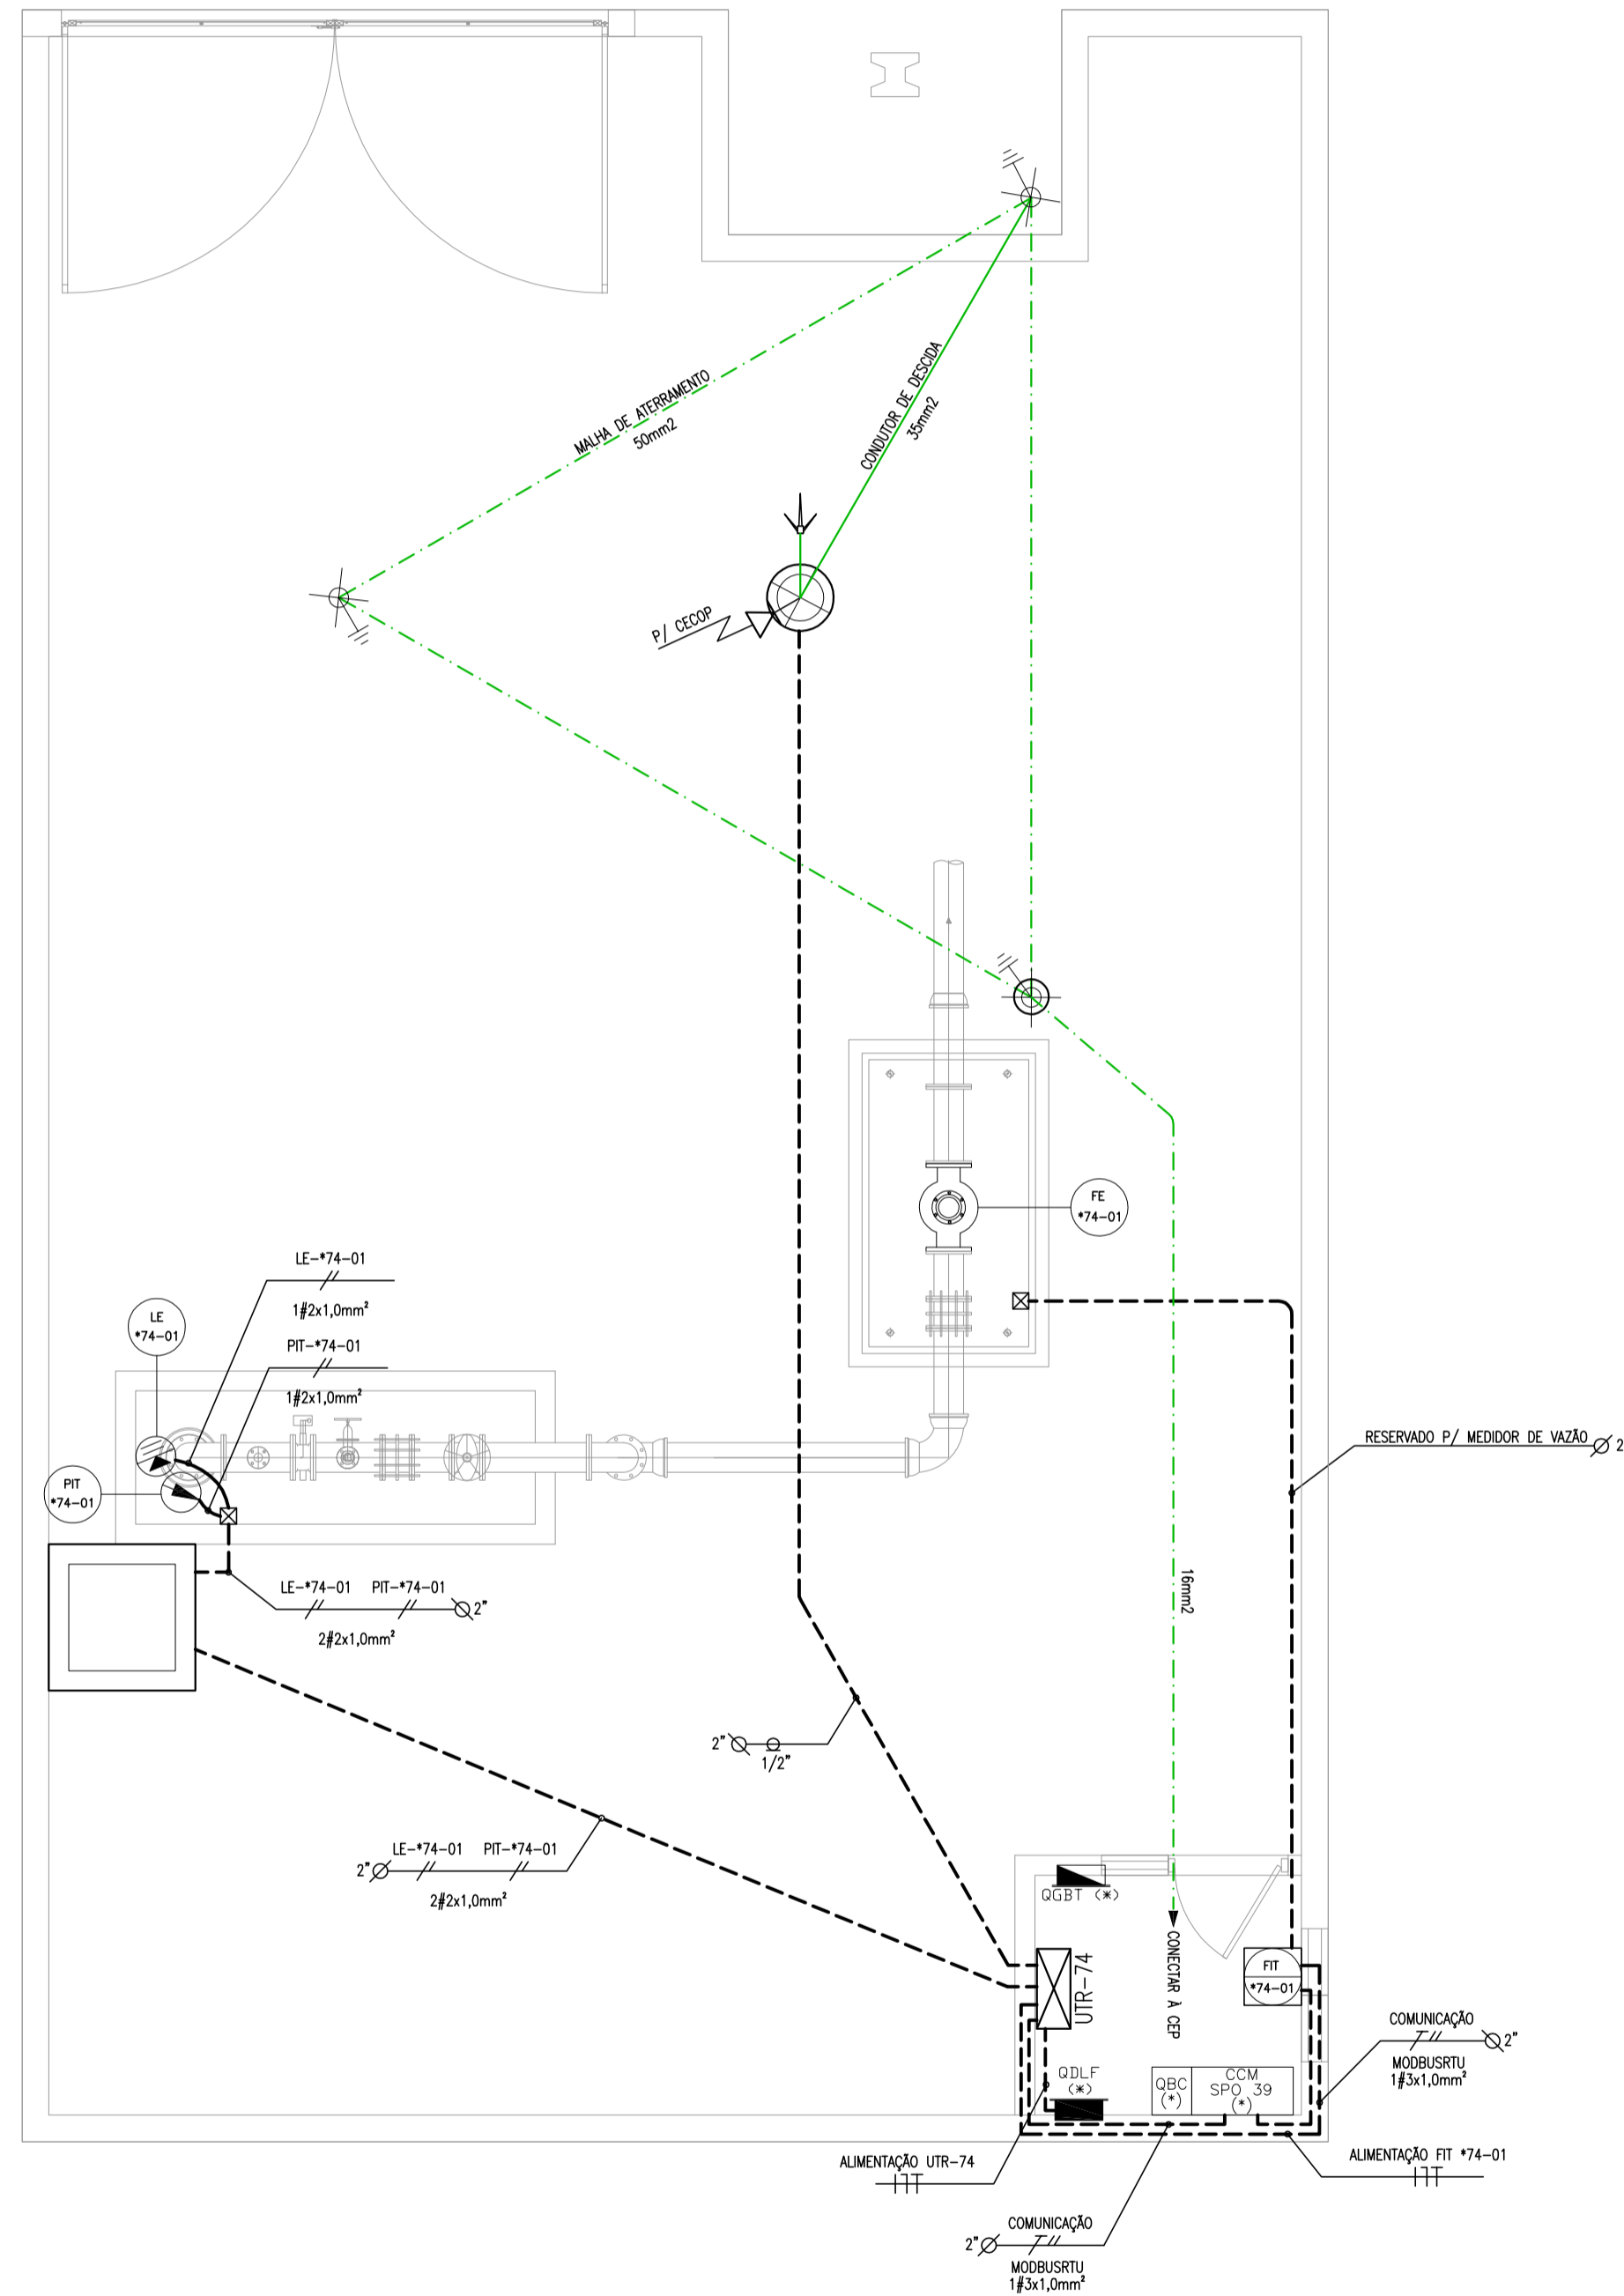 MALHA DE ATERRAMENTO
50mm2
CONDUTOR DE DESCIDA
35mm2
P/ CECOP
FE
*74-01
LE-*74-01
1#2x1,0mm²
LE
*74-01
PIT-*74-01
1#2x1,0mm²
PIT
*74-01
RESERVADO P/ MEDIDOR DE VAZÃO 2
LE-*74-01 PIT-*74-01 2"
2#2x1,0mm²
16mm2
2"
1/2"
LE-*74-01 PIT-*74-01
2"
2#2x1,0mm²
QGBT (*)
UTR-74
CONECTAR À CEP
FIT
*74-01
COMUNICAÇÃO
2"
MODBUSRTU
1#3x1,0mm²
QDLF
(*)
QBC
(*)
CCM
SPO 39
(*)
ALIMENTAÇÃO UTR-74
ALIMENTAÇÃO FIT *74-01
COMUNICAÇÃO
2"
MODBUSRTU
1#3x1,0mm²